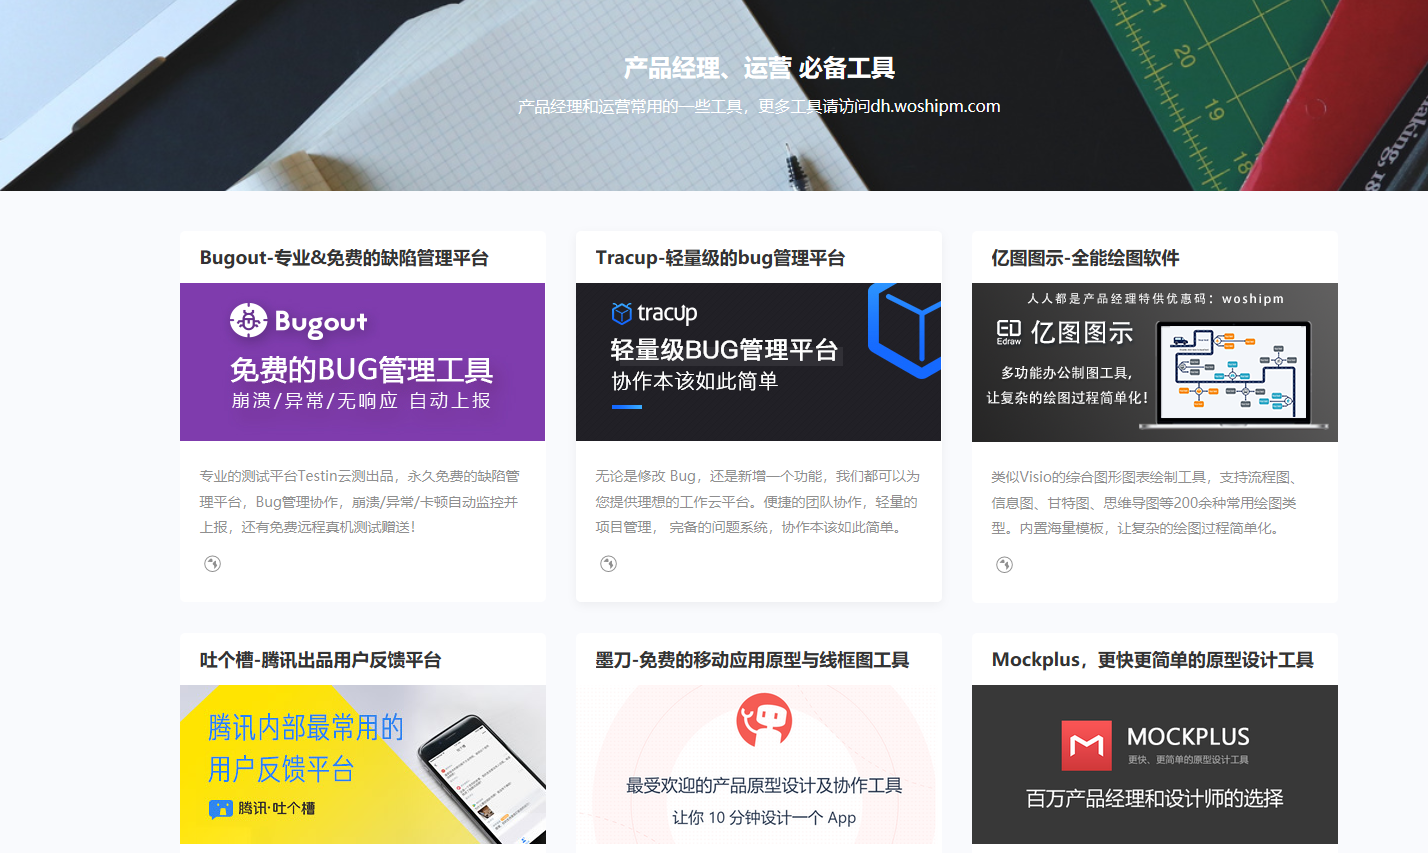 产品经理、运营 必备工具
产品经理和运营常用的一些工具，更多工具请访问dh.woshipm.com
21
20
19
18
aking, 18
Bugout-专业&免费的缺陷管理平台
Bugout
免费的BUG管理工具
崩溃/异常/无响应 自动上报
专业的测试平台Testin云测出品，永久免费的缺陷管
理平台，Bug管理协作，崩溃/异常/卡顿自动监控并
上报，还有免费远程真机测试赠送！
Tracup-轻量级的bug管理平台
tracup
轻量级BUG管理平台
协作本该如此简单
无论是修改 Bug，还是新增一个功能，我们都可以为
您提供理想的工作云平台。便捷的团队协作，轻量的
项目管理， 完备的问题系统，协作本该如此简单。
亿图图示-全能绘图软件
人人都是产品经理特供优惠码：woshipm
Edraw 亿图图示
多功能办公制图工具，
让复杂的绘图过程简单化！
类似Visio的综合图形图表绘制工具，支持流程图、
信息图、甘特图、思维导图等200余种常用绘图类
型。内置海量模板，让复杂的绘图过程简单化。
吐个槽-腾讯出品用户反馈平台
腾讯内部最常用的
用户反馈平台
腾讯·吐个槽
墨刀-免费的移动应用原型与线框图工具
最受欢迎的产品原型设计及协作工具
让你 10 分钟设计一个 App
Mockplus，更快更简单的原型设计工具
MOCKPLUS
更快、更简单的原型设计工具
百万产品经理和设计师的选择